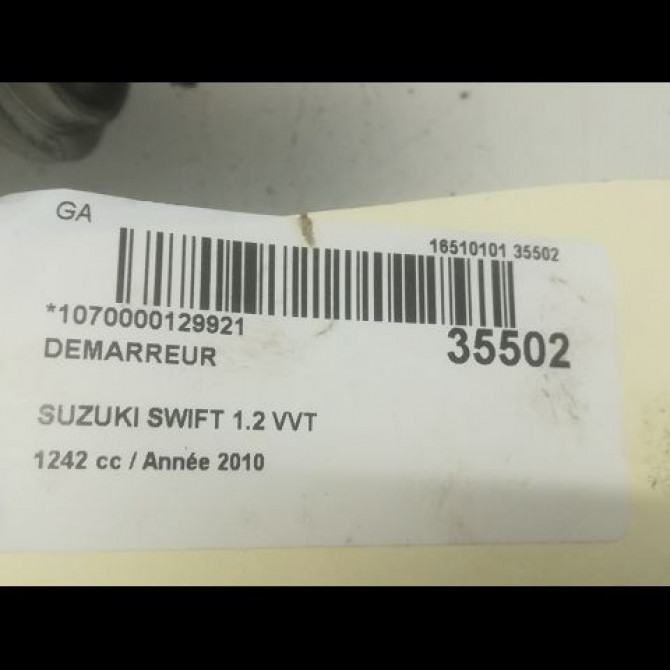 GA
16510101 35502
*1070000129921
35502
DEMARREUR
SUZUKI SWIFT 1.2 VVT
1242 cc / Année 2010